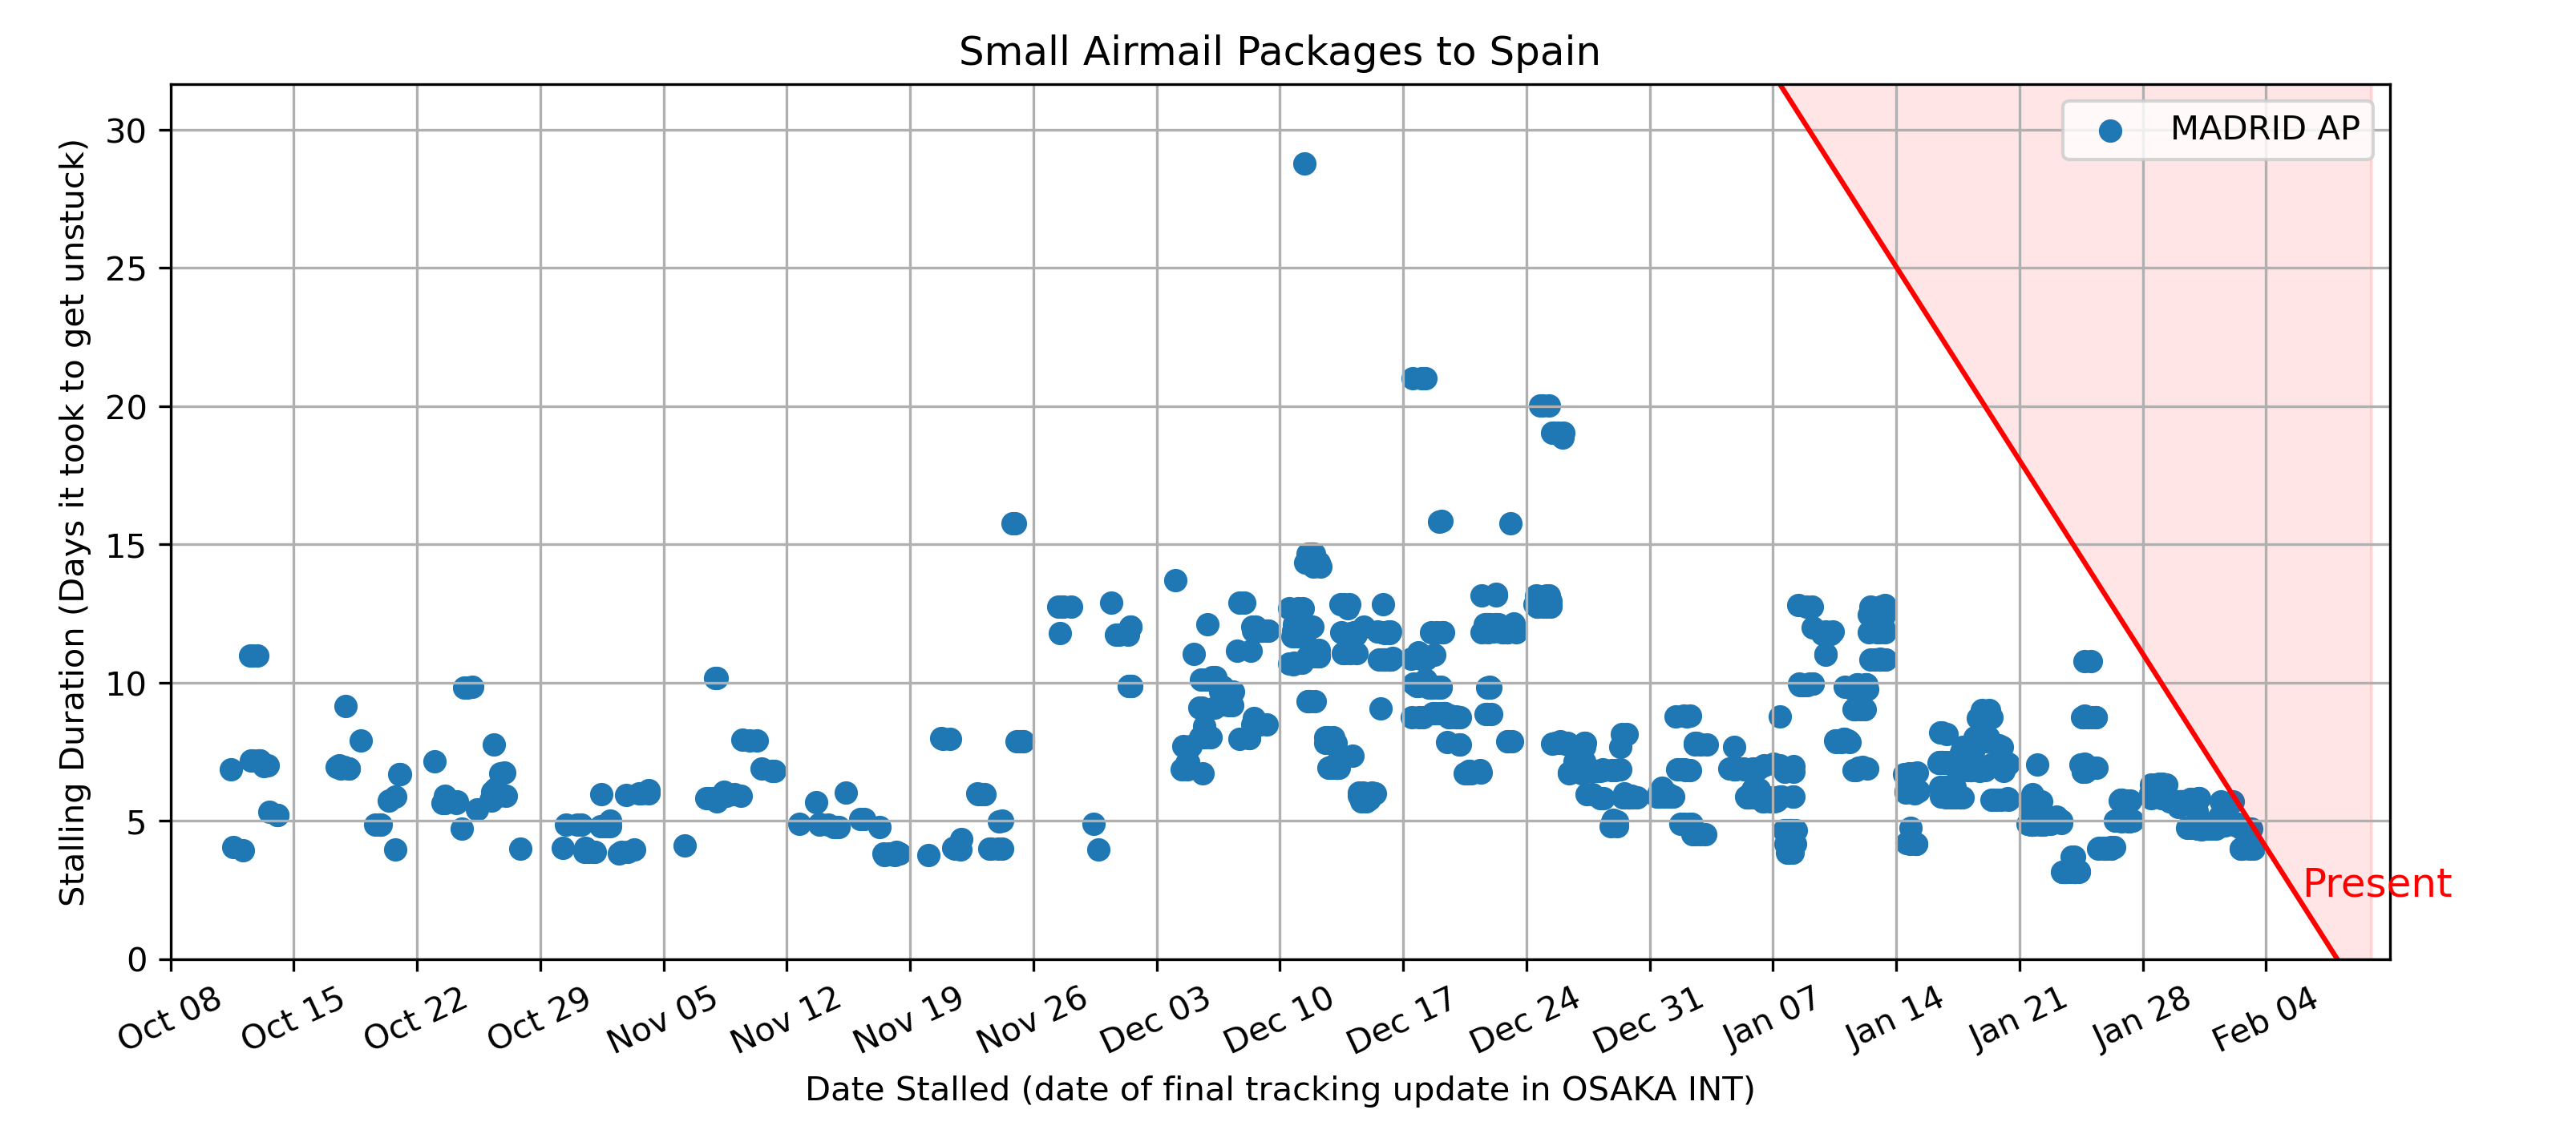 Small Airmail Packages to Spain
MADRID AP
Stalling Duration (Days it took to get unstuck)
30
25
20
15
10
5
0
Present
Oct 08
Oct 15
Oct 22
Oct 29
Nov 05
Nov 12
Nov 19
Nov 26
Dec 03
Dec 10
Dec 17
Dec 24
Dec 31
Jan 07
Jan 14
Jan 21
Jan 28
Feb 04
Date Stalled (date of final tracking update in OSAKA INT)